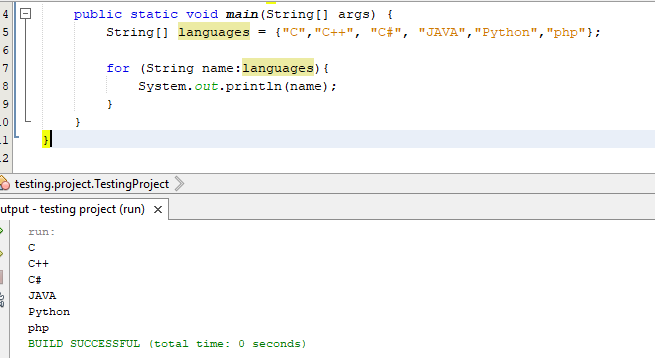 4 public static void main(String[] args) {
5 String[] languages = {"C","C++", "C#", "JAVA","Python","php"};
6
7 for (String name:languages){
8 System.out.println(name);
9 }
10 }
11 }
12
testing.project.TestingProject
utput - testing project (run) ×
run:
C
C++
C#
JAVA
Python
php
BUILD SUCCESSFUL (total time: 0 seconds)